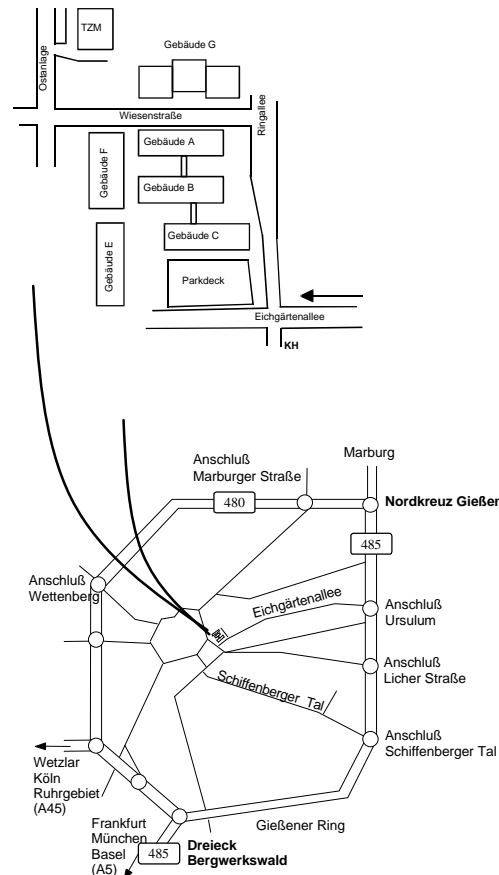 TZM
Ostanlage
Gebäude G
Wiesenstraße
Ringallee
Gebäude A
Gebäude F
Gebäude B
Gebäude C
Gebäude E
Parkdeck
Eichgärtenallee
KH
Marburg
Anschluß
Marburger Straße
480
Nordkreuz Gießen
485
Anschluß
Wettenberg
Eichgärtenallee
Anschluß
Ursulum
Anschluß
Licher Straße
Schiffenberger Tal
Anschluß
Schiffenberger Tal
Wetzlar
Köln
Ruhrgebiet
(A45)
Frankfurt
München
Basel
(A5)
485
Gießener Ring
Dreieck
Bergwerkswald